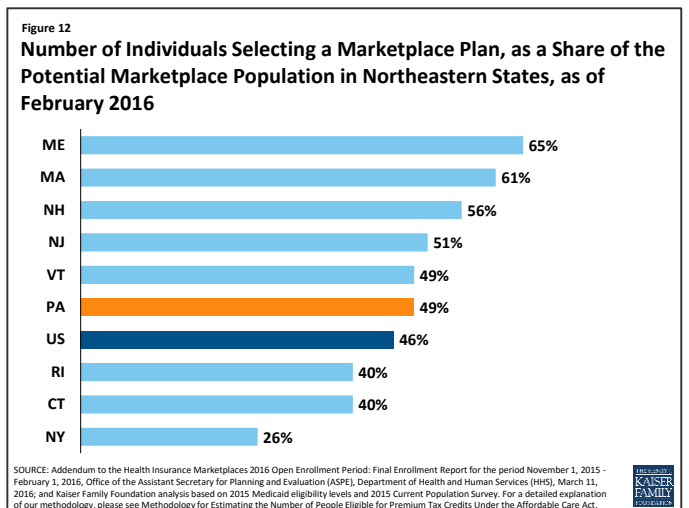 Figure 12
Number of Individuals Selecting a Marketplace Plan, as a Share of the
Potential Marketplace Population in Northeastern States, as of
February 2016
ME 65%
MA 61%
NH 56%
NJ 51%
VT 49%
PA 49%
US 46%
RI 40%
CT 40%
NY 26%
SOURCE: Addendum to the Health Insurance Marketplaces 2016 Open Enrollment Period: Final Enrollment Report for the period November 1, 2015 -
February 1, 2016, Office of the Assistant Secretary for Planning and Evaluation (ASPE), Department of Health and Human Services (HHS), March 11,
2016; and Kaiser Family Foundation analysis based on 2015 Medicaid eligibility levels and 2015 Current Population Survey. For a detailed explanation
of our methodology, please see Methodology for Estimating the Number of People Eligible for Premium Tax Credits Under the Affordable Care Act.
THE HENRY J.
KAISER
FAMILY
FOUNDATION